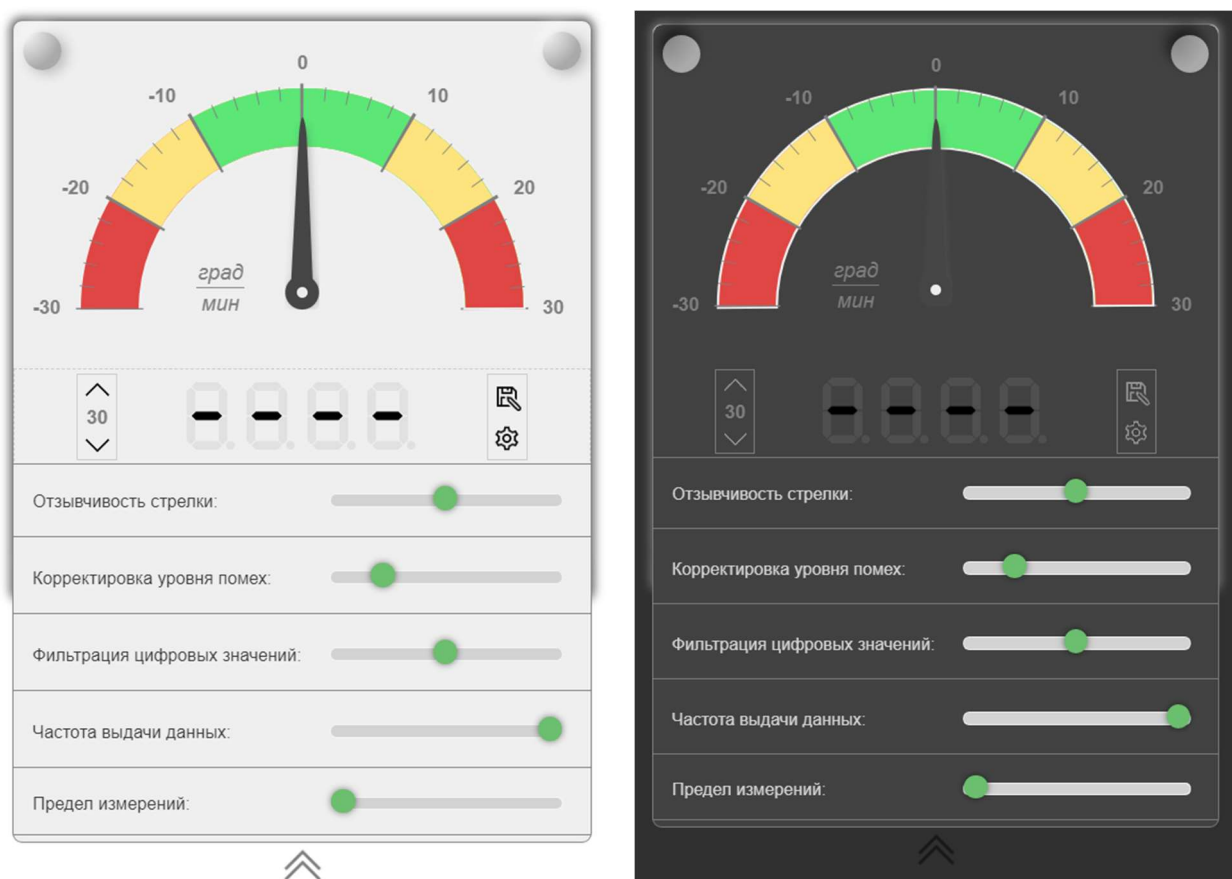 0
-10
10
-20
20
град
мин
-30
30
30
- - - -
Отзывчивость стрелки:
Корректировка уровня помех:
Фильтрация цифровых значений:
Частота выдачи данных:
Предел измерений:
0
-10
10
-20
20
град
мин
-30
30
30
- - - -
Отзывчивость стрелки:
Корректировка уровня помех:
Фильтрация цифровых значений:
Частота выдачи данных:
Предел измерений: